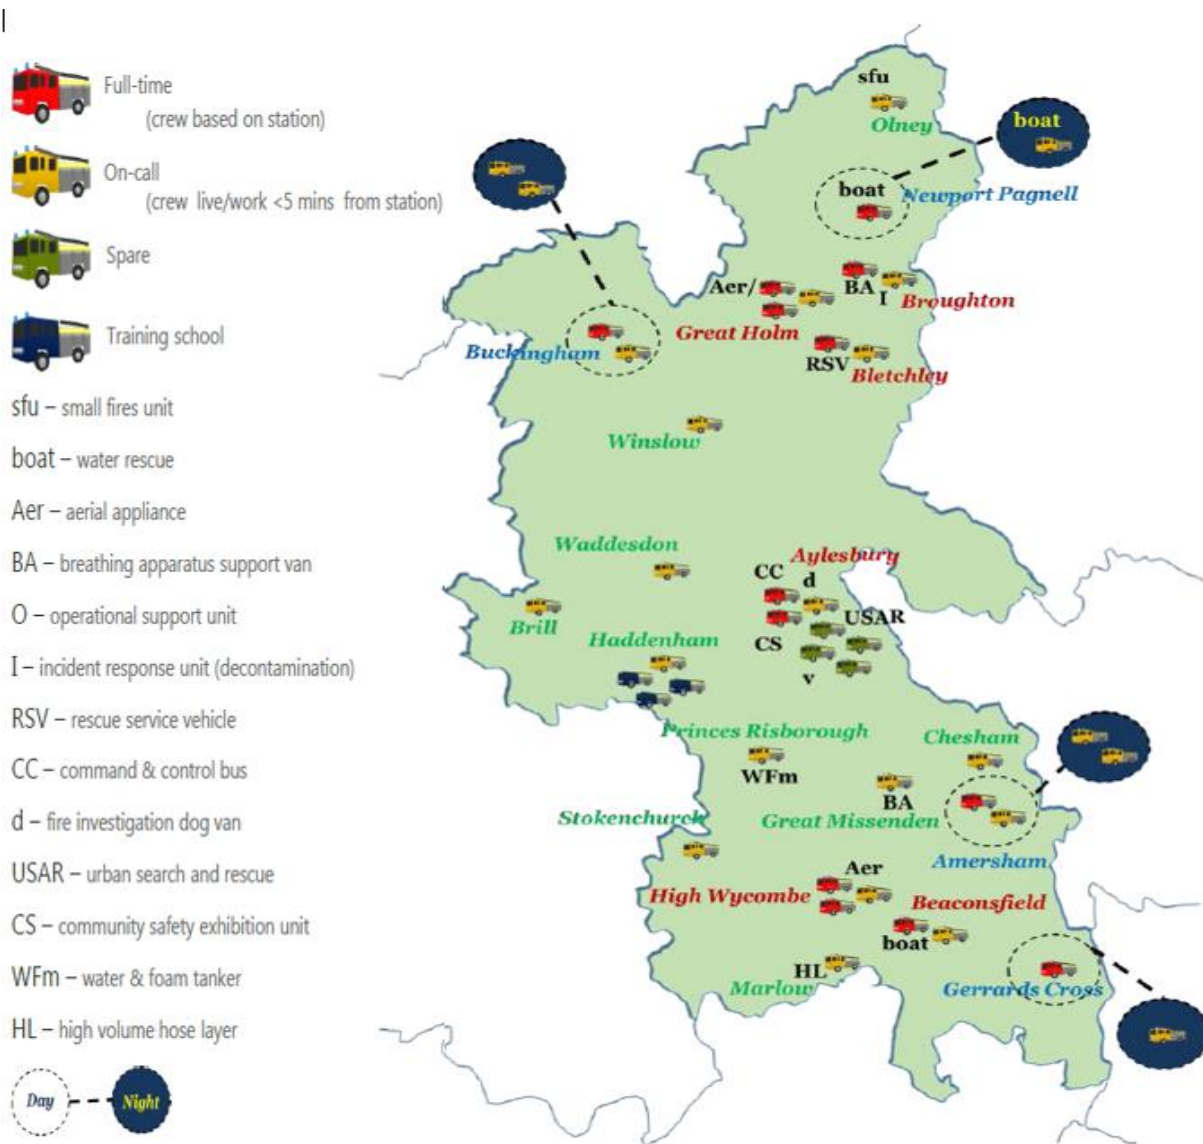 Full-time
(crew based on station)
On-call
(crew live/work <5 mins from station)
Spare
Training school
sfu – small fires unit
boat – water rescue
Aer – aerial appliance
BA – breathing apparatus support van
O – operational support unit
I – incident response unit (decontamination)
RSV – rescue service vehicle
CC – command & control bus
d – fire investigation dog van
USAR – urban search and rescue
CS – community safety exhibition unit
WFm – water & foam tanker
HL – high volume hose layer
Day
Night
sfu
Olney
boat
boat
Newport Pagnell
Aer/
BA
I
Broughton
Great Holm
Buckingham
RSV
Bletchley
Winslow
Waddesdon
Aylesbury
CC
d
USAR
Brill
Haddenham
CS
v
Princes Risborough
Chesham
WFm
BA
Stokenchurch
Great Missenden
Amersham
Aer
High Wycombe
Beaconsfield
boat
HL
Marlow
Gerrards Cross